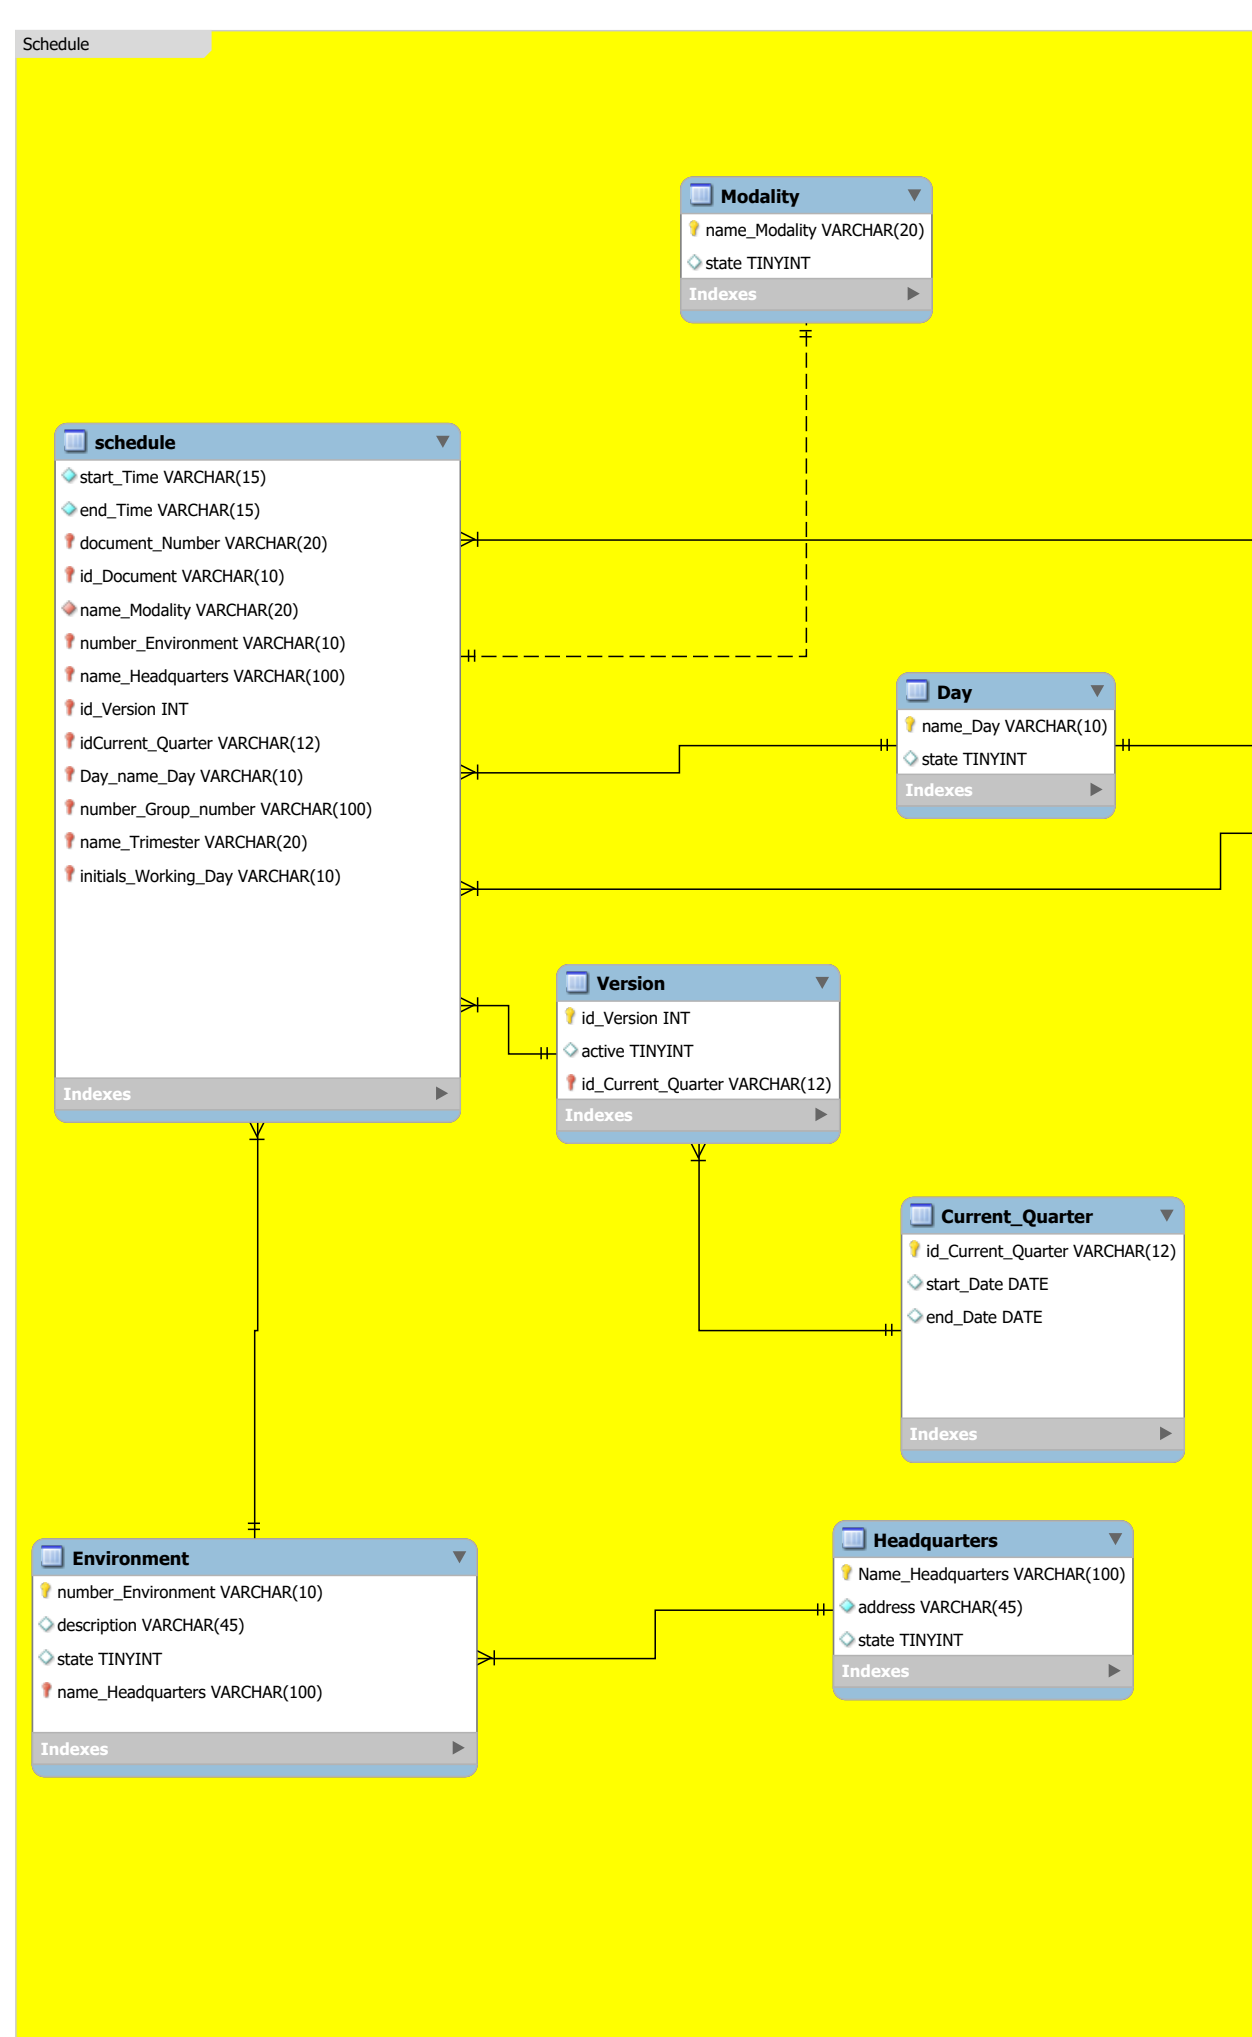 Schedule
Modality
name_Modality VARCHAR(20)
state TINYINT
Indexes
schedule
start_Time VARCHAR(15)
end_Time VARCHAR(15)
document_Number VARCHAR(20)
id_Document VARCHAR(10)
name_Modality VARCHAR(20)
number_Environment VARCHAR(10)
name_Headquarters VARCHAR(100)
id_Version INT
idCurrent_Quarter VARCHAR(12)
Day_name_Day VARCHAR(10)
number_Group_number VARCHAR(100)
name_Trimester VARCHAR(20)
initials_Working_Day VARCHAR(10)
Indexes
Day
name_Day VARCHAR(10)
state TINYINT
Indexes
Version
id_Version INT
active TINYINT
id_Current_Quarter VARCHAR(12)
Indexes
Current_Quarter
id_Current_Quarter VARCHAR(12)
start_Date DATE
end_Date DATE
Indexes
Environment
number_Environment VARCHAR(10)
description VARCHAR(45)
state TINYINT
name_Headquarters VARCHAR(100)
Indexes
Headquarters
Name_Headquarters VARCHAR(100)
address VARCHAR(45)
state TINYINT
Indexes